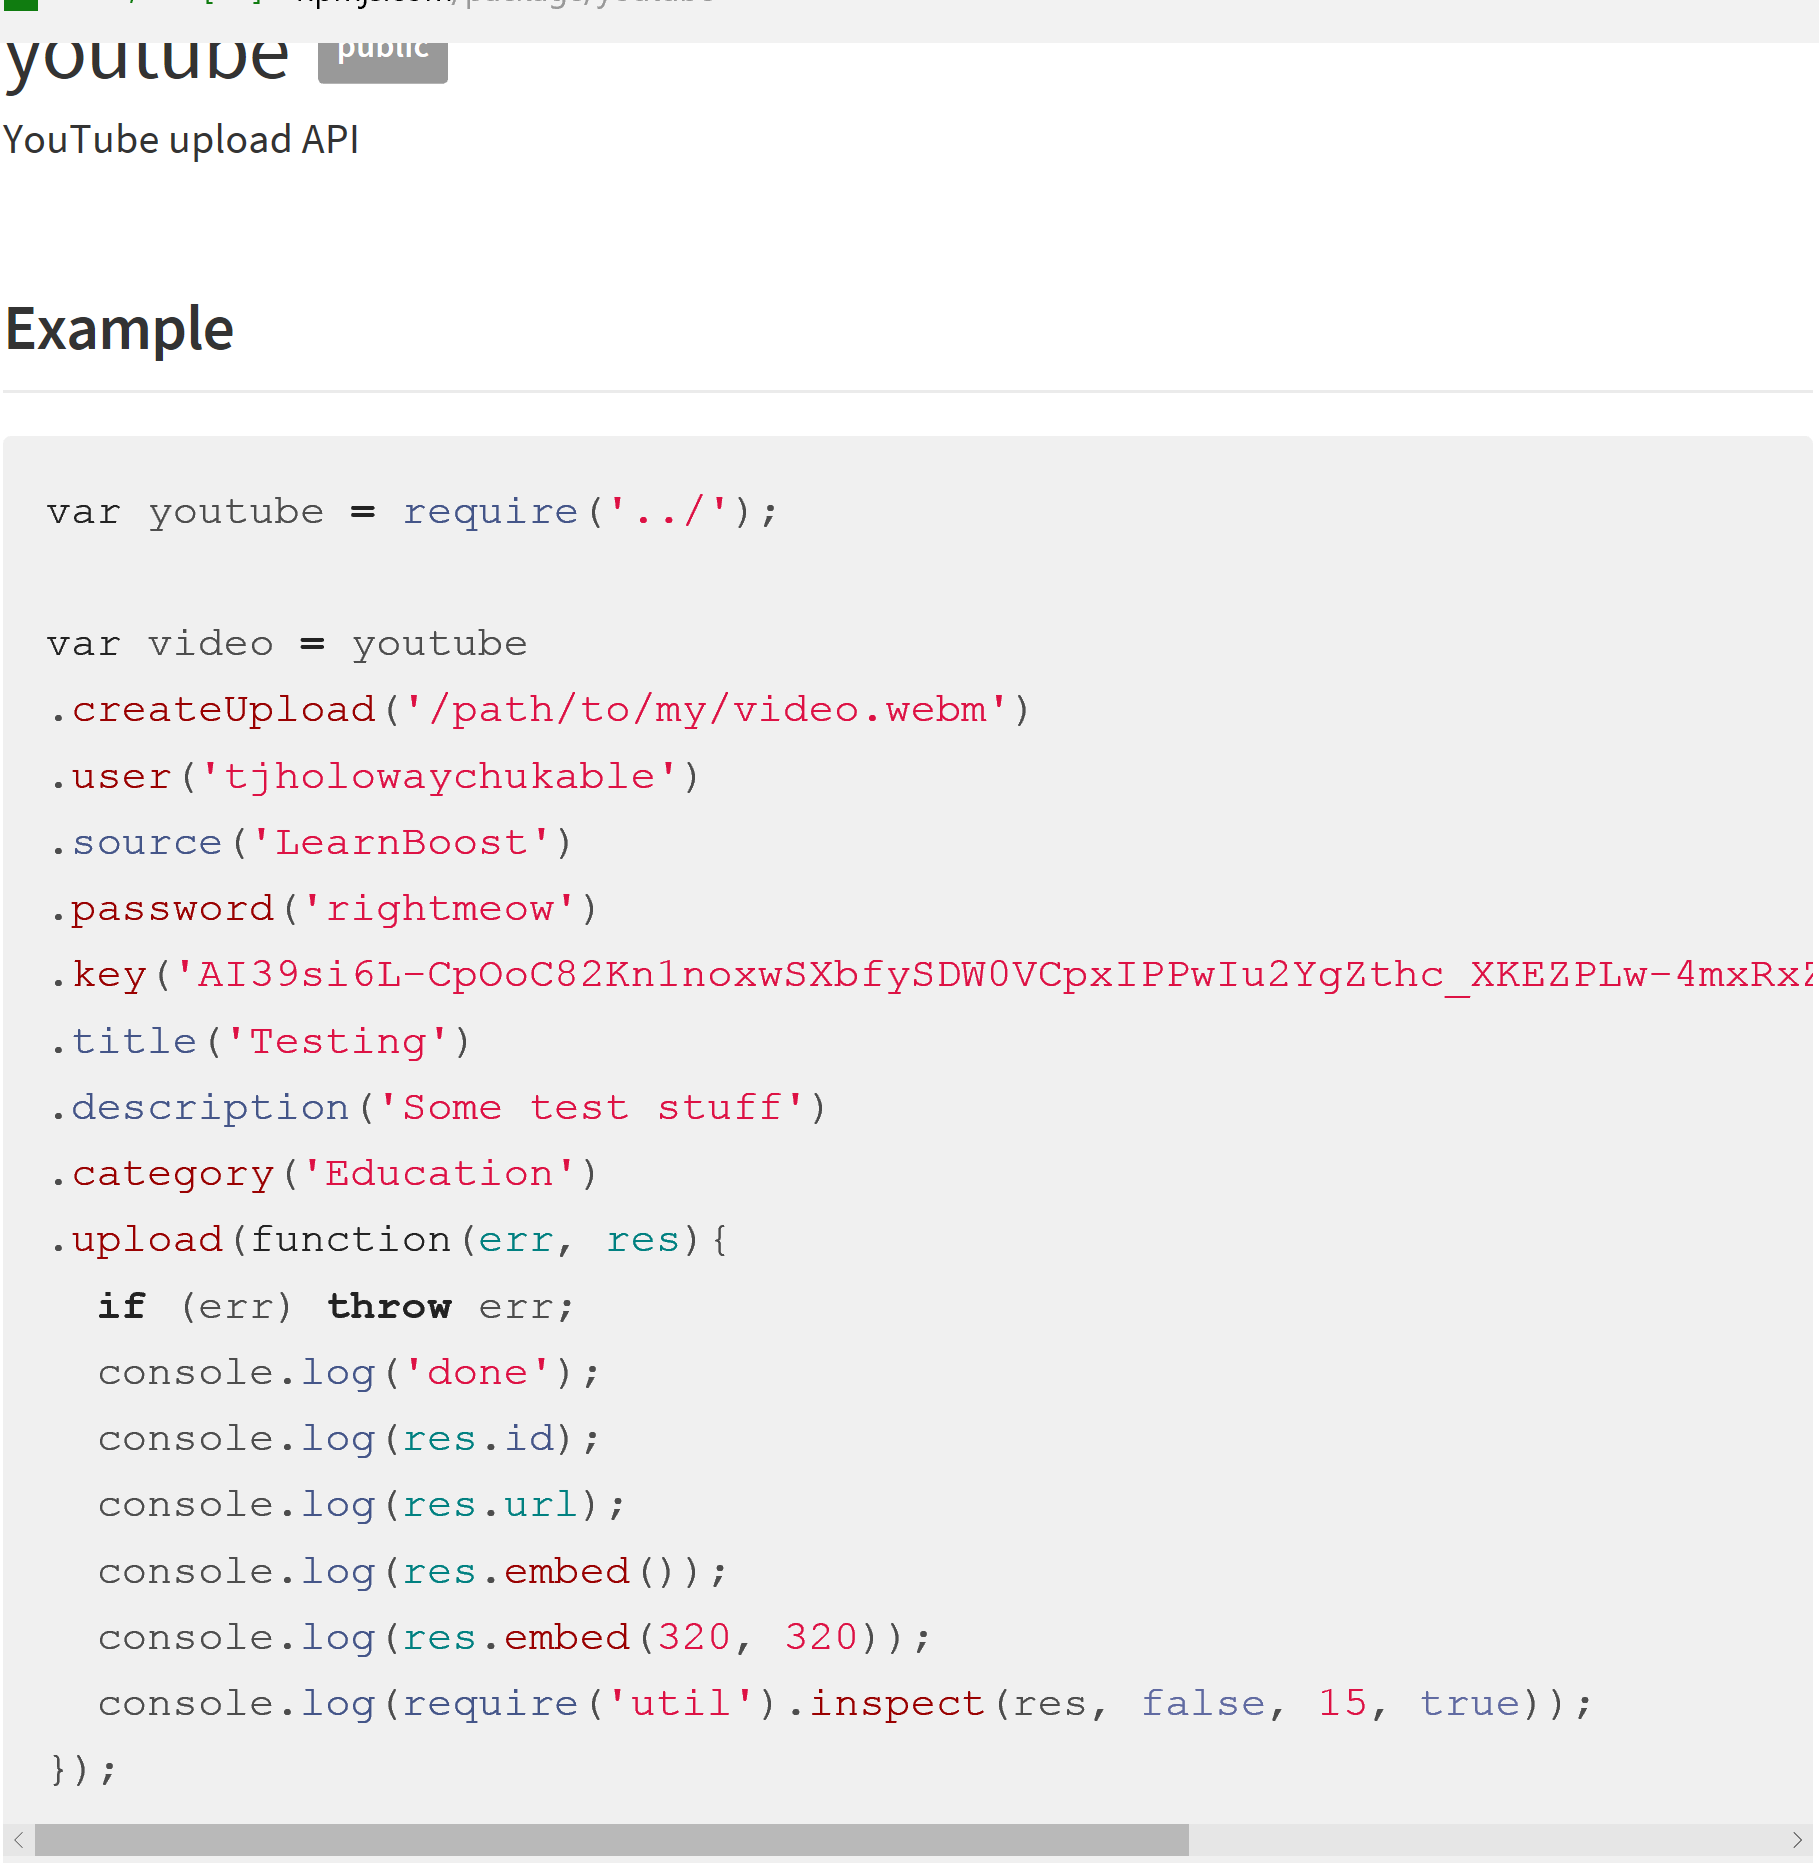 youtube public
YouTube upload API
Example
var youtube = require('../');
var video = youtube
.createUpload('/path/to/my/video.webm')
.user('tjholowaychukable')
.source('LearnBoost')
.password('rightmeow')
.key('AI39si6L-CpOoC82Kn1noxwSXbfySDW0VCpxIPPwIu2YgZthc_XKEZPLw-4mxRxZ
.title('Testing')
.description('Some test stuff')
.category('Education')
.upload(function(err, res){
  if (err) throw err;
  console.log('done');
  console.log(res.id);
  console.log(res.url);
  console.log(res.embed());
  console.log(res.embed(320, 320));
  console.log(require('util').inspect(res, false, 15, true));
});